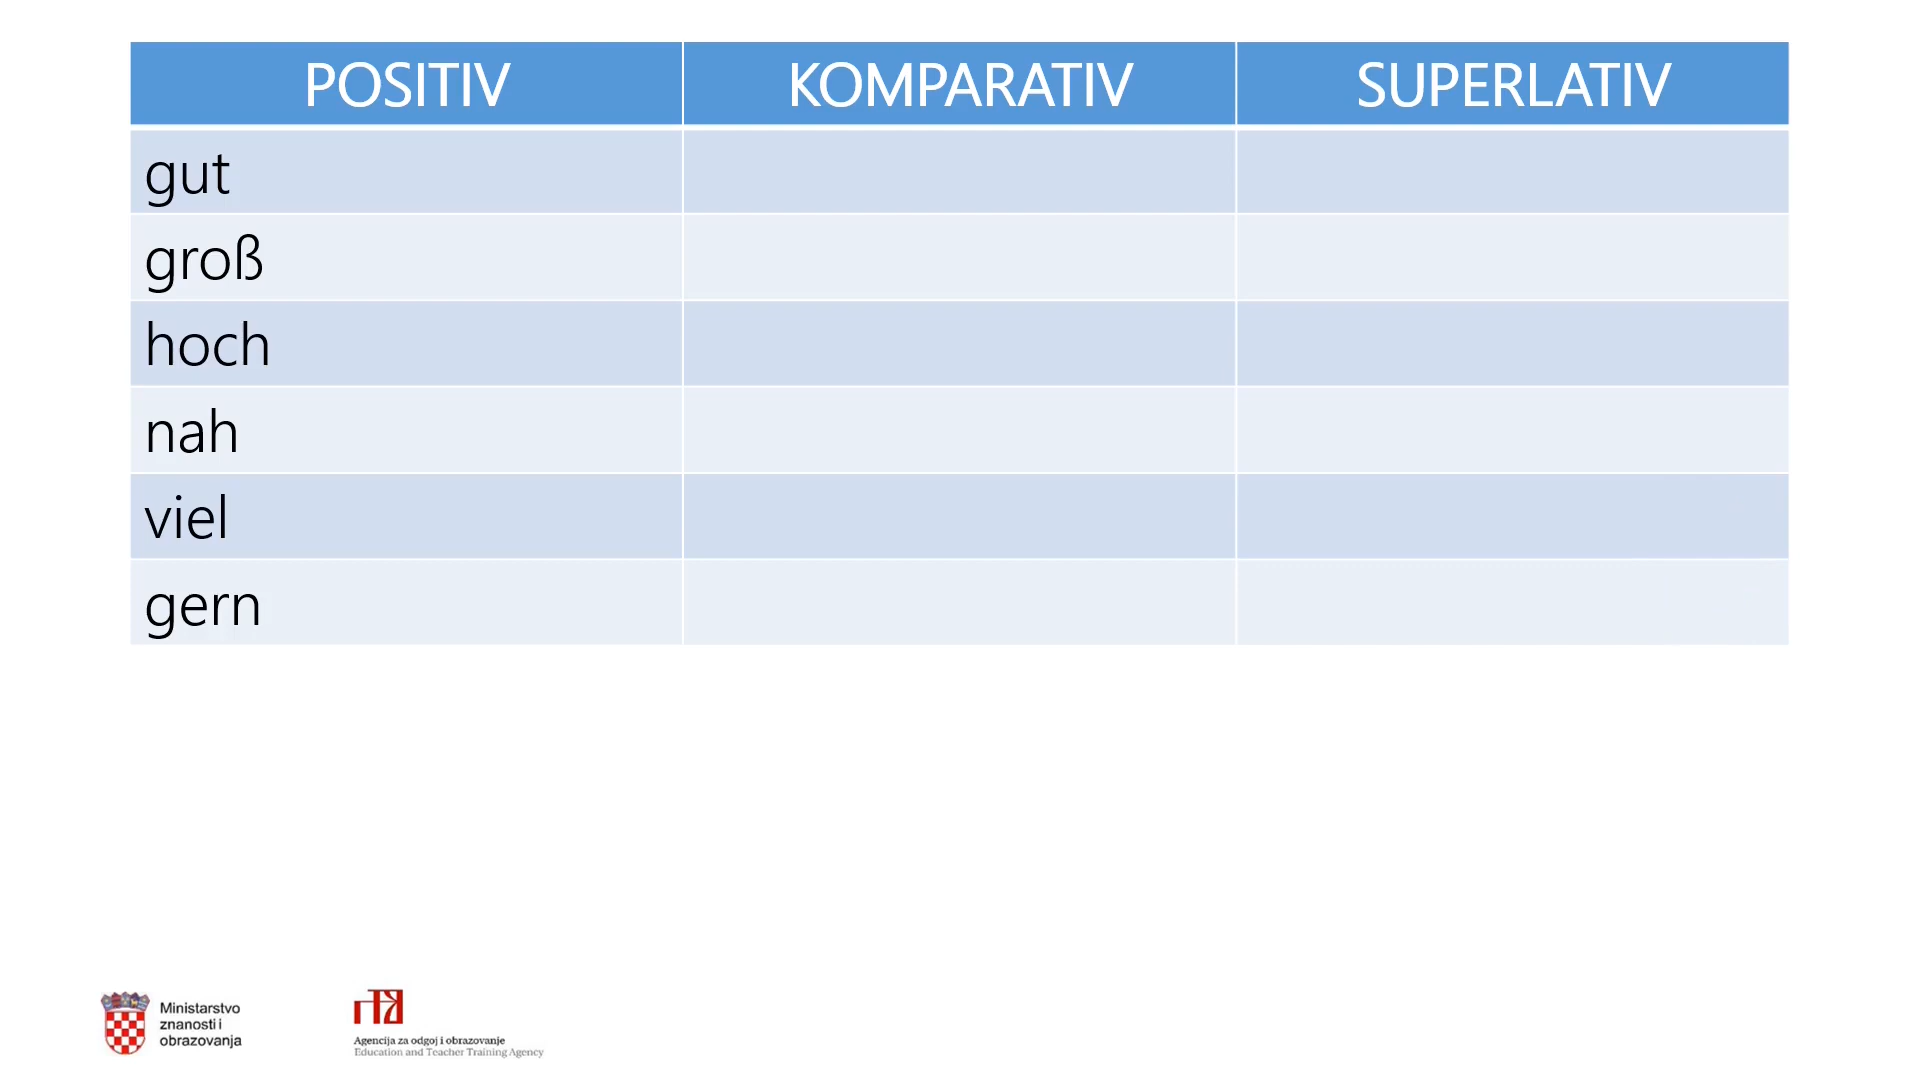 POSITIV KOMPARATIV SUPERLATIV
gut
groß
hoch
nah
viel
gern
Ministarstvo
znanosti i
obrazovanja
Agencija za odgoj i obrazovanje
Education and Teacher Training Agency